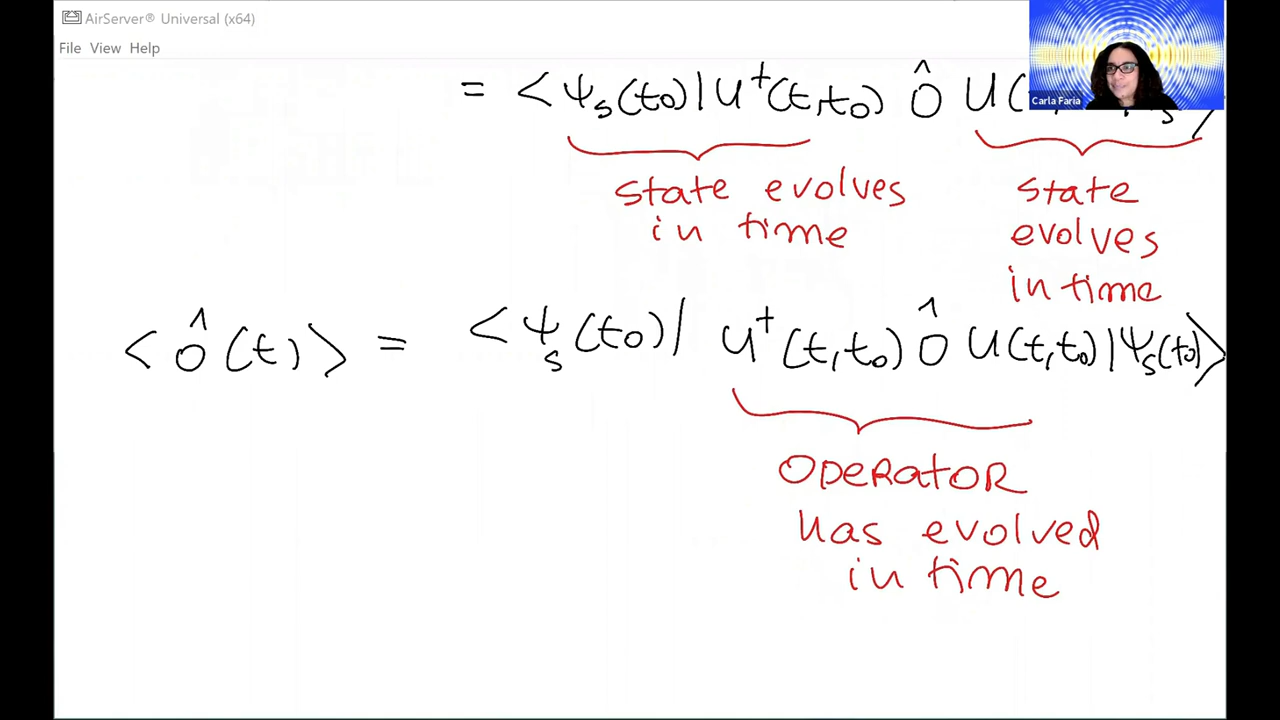 AirServer® Universal (x64)
File View Help
Carla Faria
= <Ψs(t0)|U†(t,t0) Ô U(
state evolves
in time
state
evolves
in time
<Ô(t)> = <Ψs(t0)| U†(t,t0) Ô U(t,t0)|Ψs(t0)>
OPERATOR
has evolved
in time